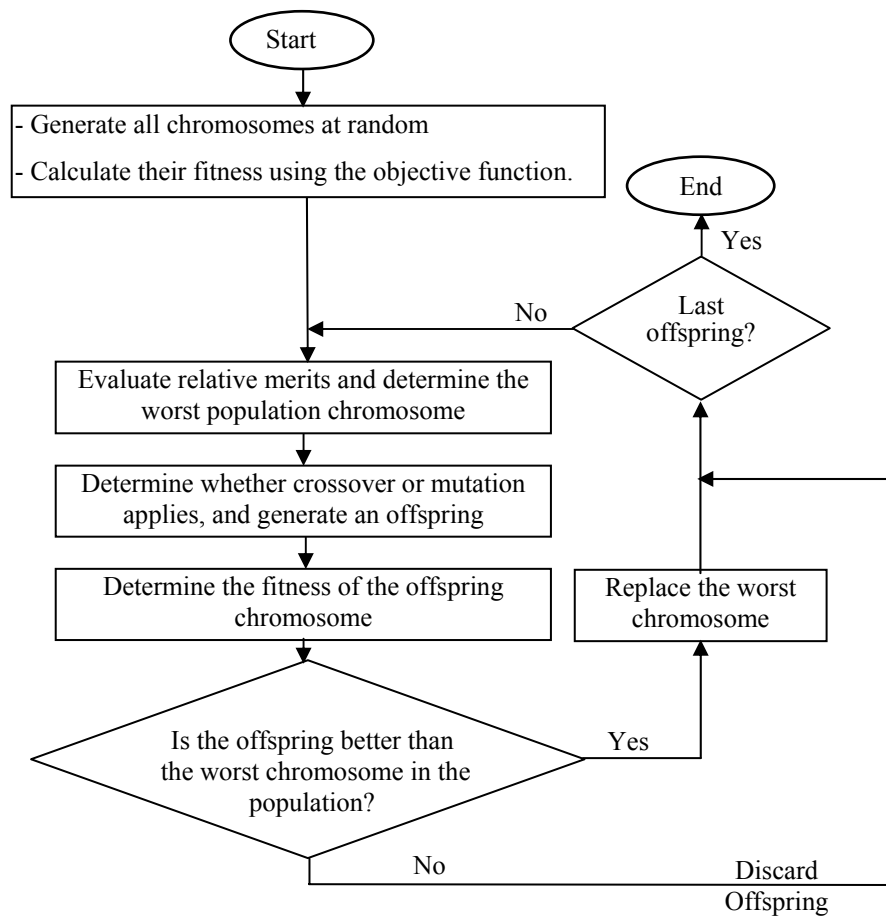 Start
- Generate all chromosomes at random
- Calculate their fitness using the objective function.
End
Yes
Last
offspring?
No
Evaluate relative merits and determine the
worst population chromosome
Determine whether crossover or mutation
applies, and generate an offspring
Determine the fitness of the offspring
chromosome
Replace the worst
chromosome
Is the offspring better than
the worst chromosome in the
population?
Yes
No
Discard
Offspring